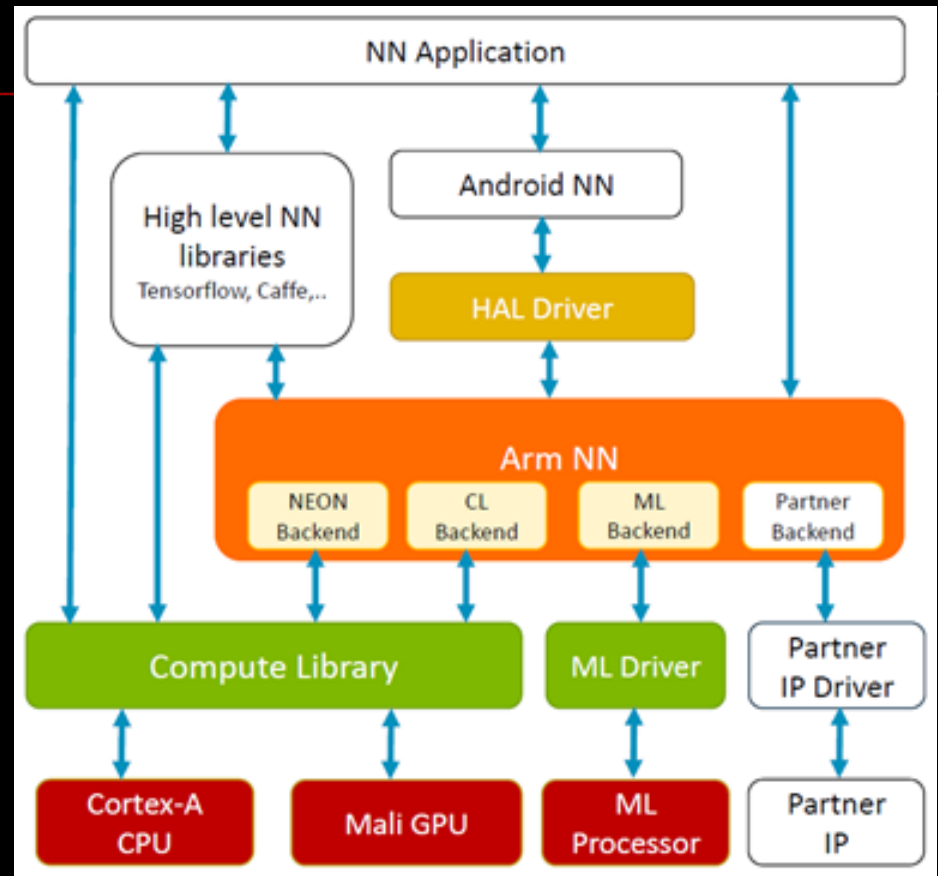 NN Application
High level NN
libraries
Tensorflow, Caffe,..
Android NN
HAL Driver
Arm NN
NEON
Backend
CL
Backend
ML
Backend
Partner
Backend
Compute Library
ML Driver
Partner
IP Driver
Cortex-A
CPU
Mali GPU
ML
Processor
Partner
IP